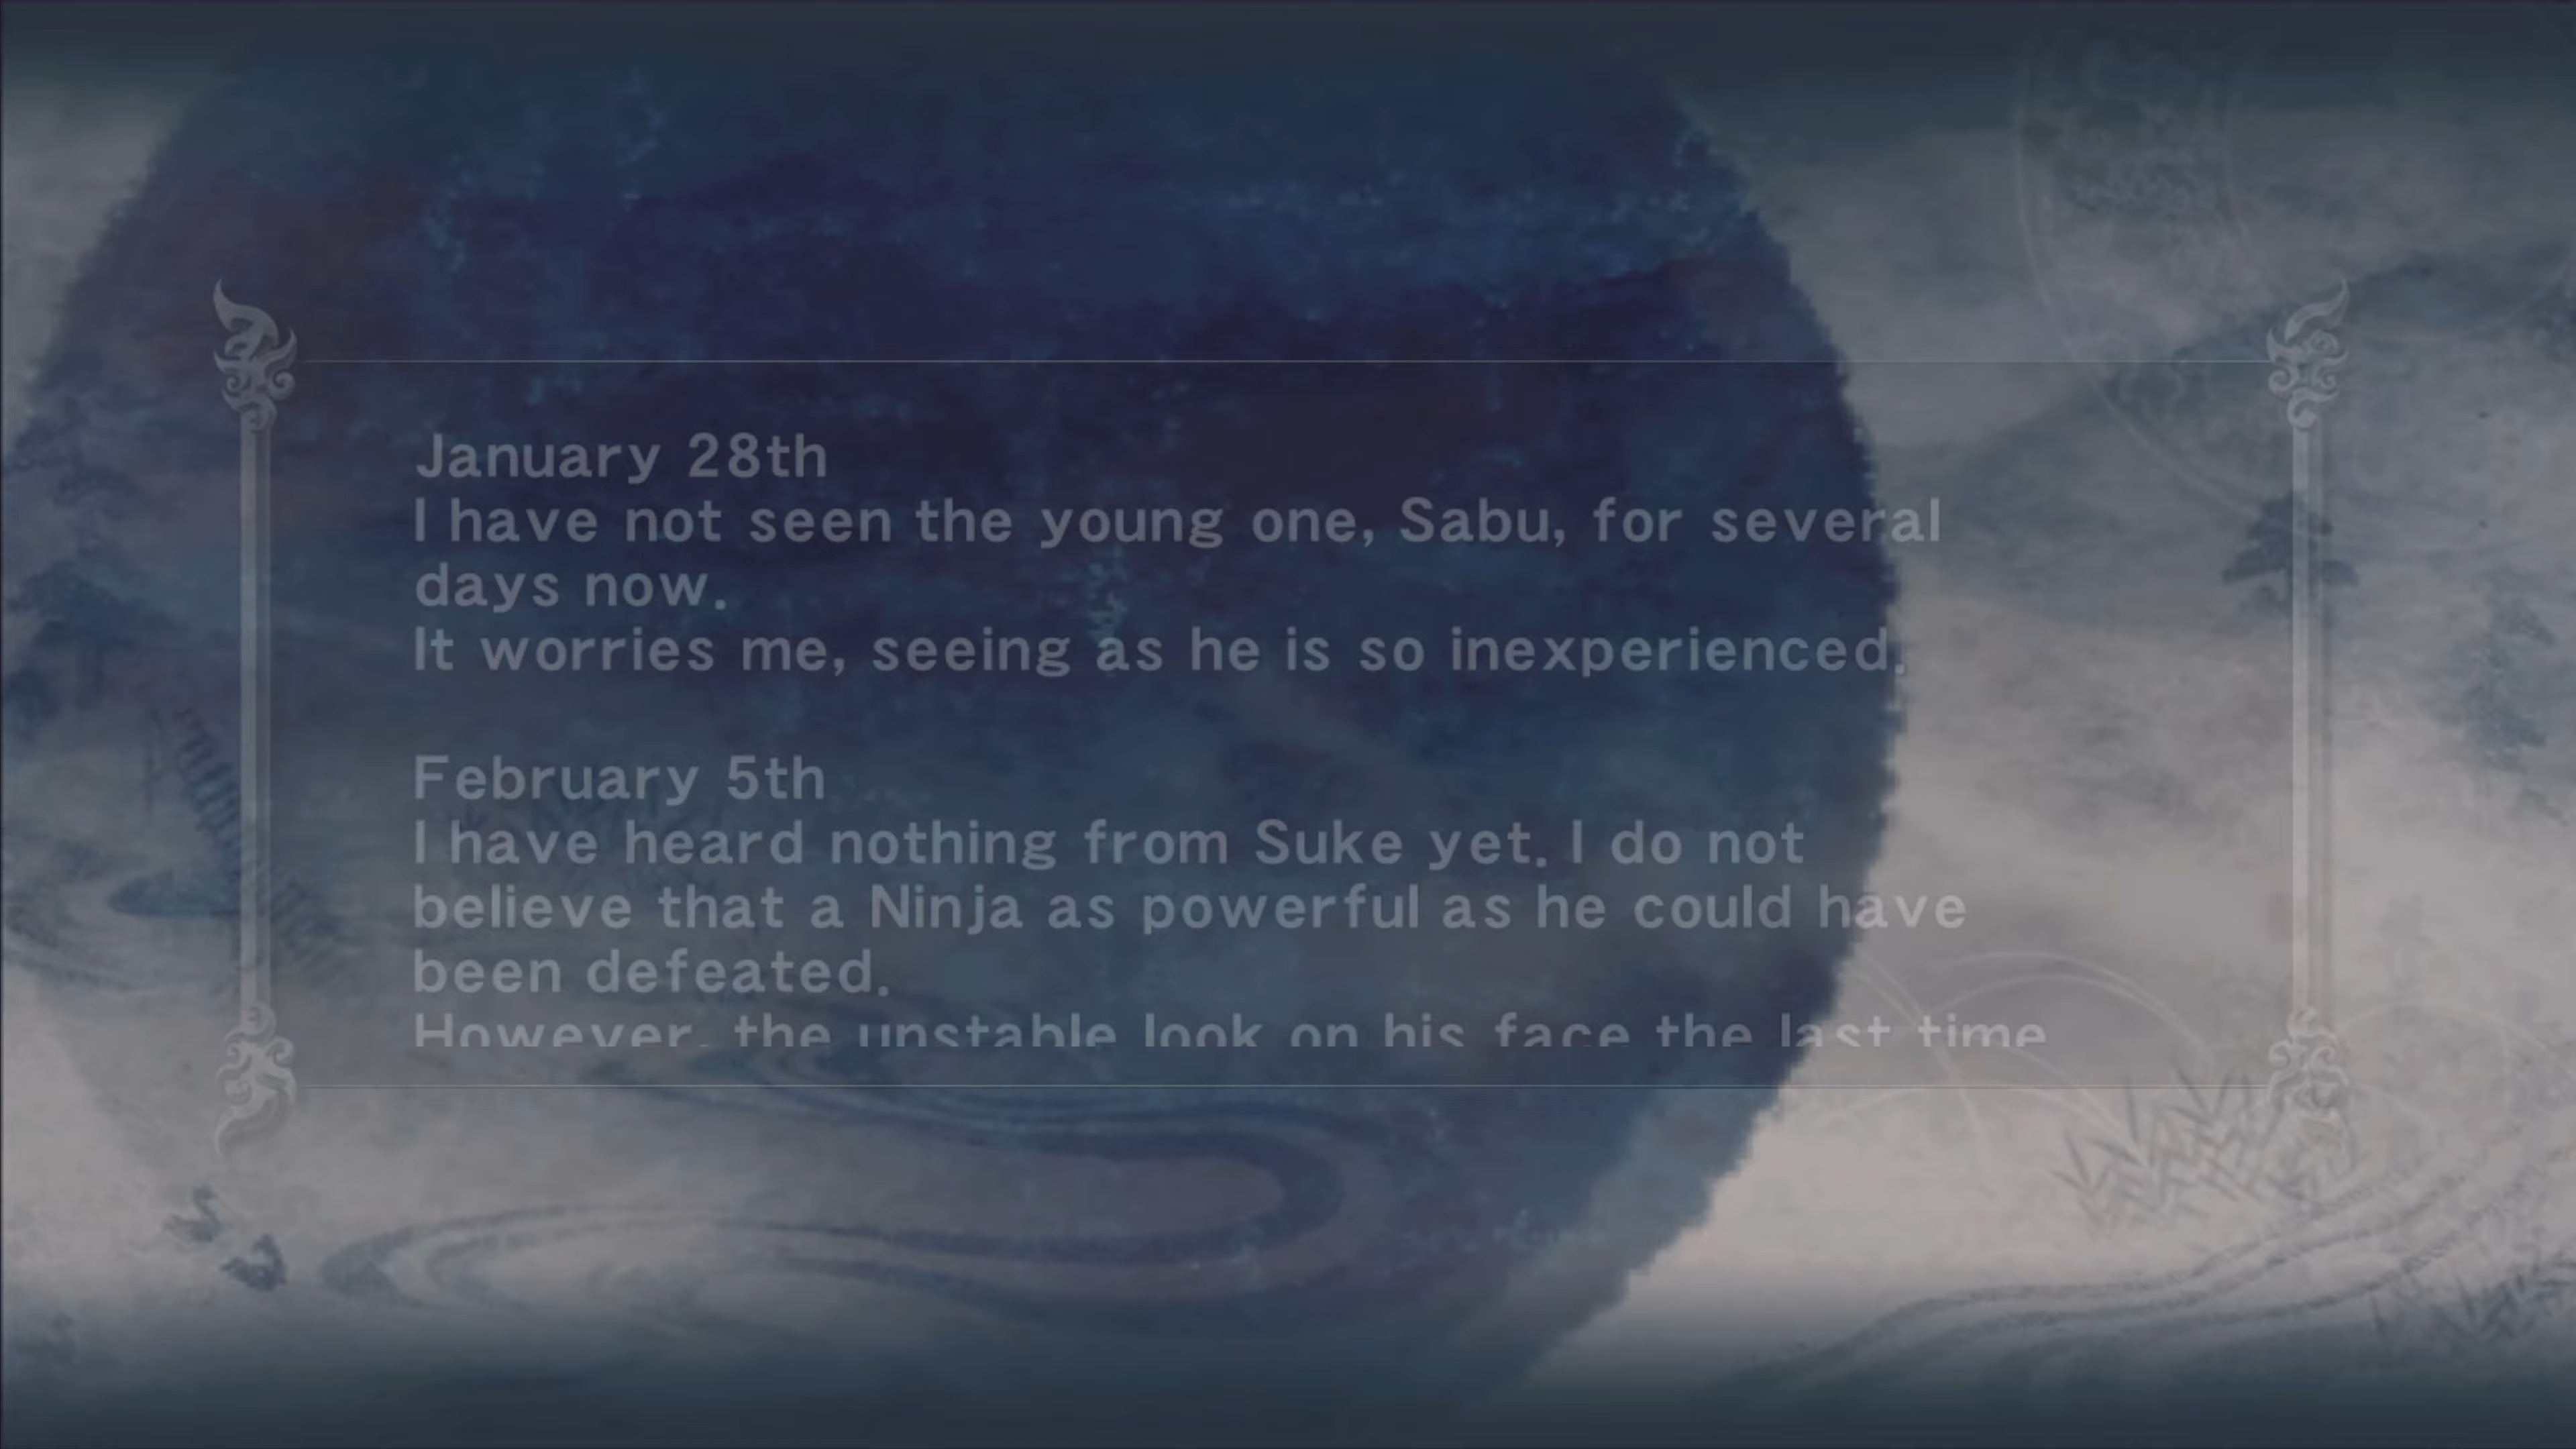 January 28th
I have not seen the young one, Sabu, for several
days now.
It worries me, seeing as he is so inexperienced.
February 5th
I have heard nothing from Suke yet. I do not
believe that a Ninja as powerful as he could have
been defeated.
However, the unstable look on his face the last time